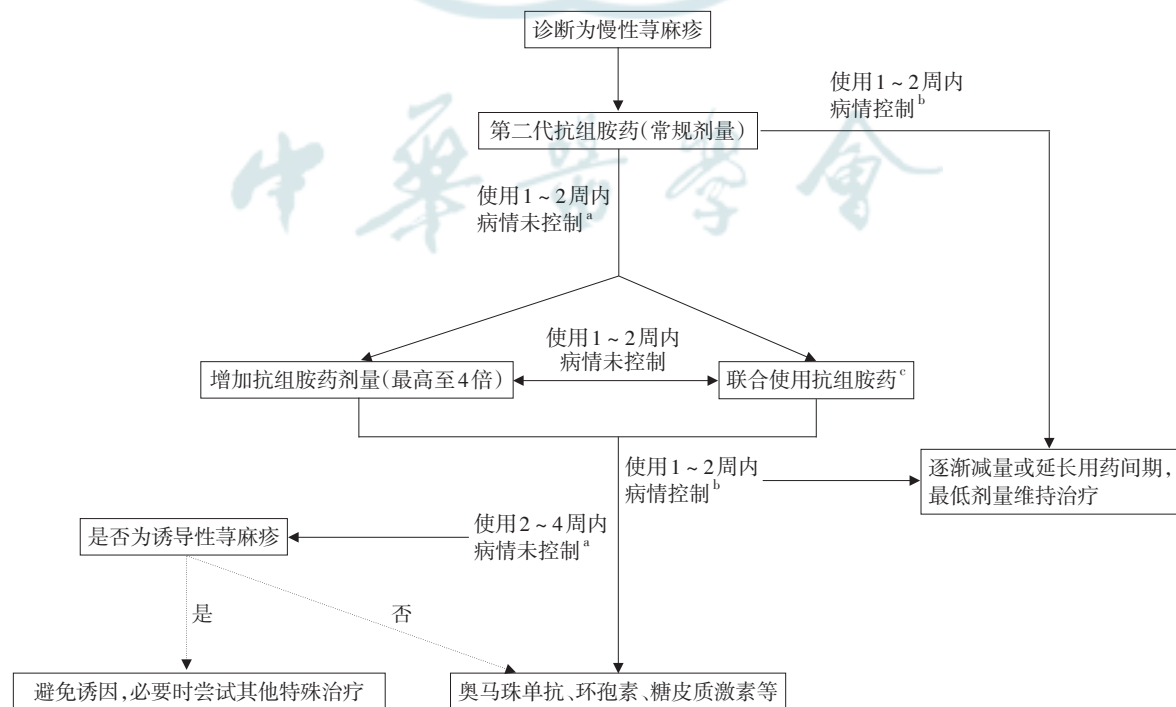 诊断为慢性荨麻疹
使用1～2周内
病情控制b
第二代抗组胺药(常规剂量)
使用1～2周内
病情未控制a
使用1～2周内
病情未控制
增加抗组胺药剂量(最高至4倍)
联合使用抗组胺药c
使用1～2周内
病情控制b
逐渐减量或延长用药间期，
最低剂量维持治疗
使用2～4周内
病情未控制a
是否为诱导性荨麻疹
是
否
避免诱因，必要时尝试其他特殊治疗
奥马珠单抗、环孢素、糖皮质激素等
中華醫學會